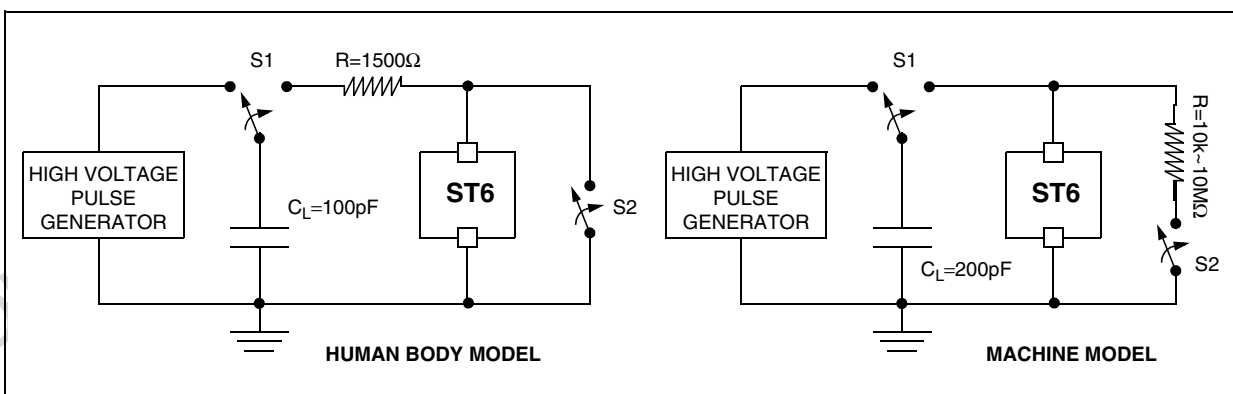 S1
R=1500Ω
HIGH VOLTAGE
PULSE
GENERATOR
CL=100pF
ST6
S2
HUMAN BODY MODEL
S1
R=10k~10MΩ
HIGH VOLTAGE
PULSE
GENERATOR
CL=200pF
ST6
S2
MACHINE MODEL